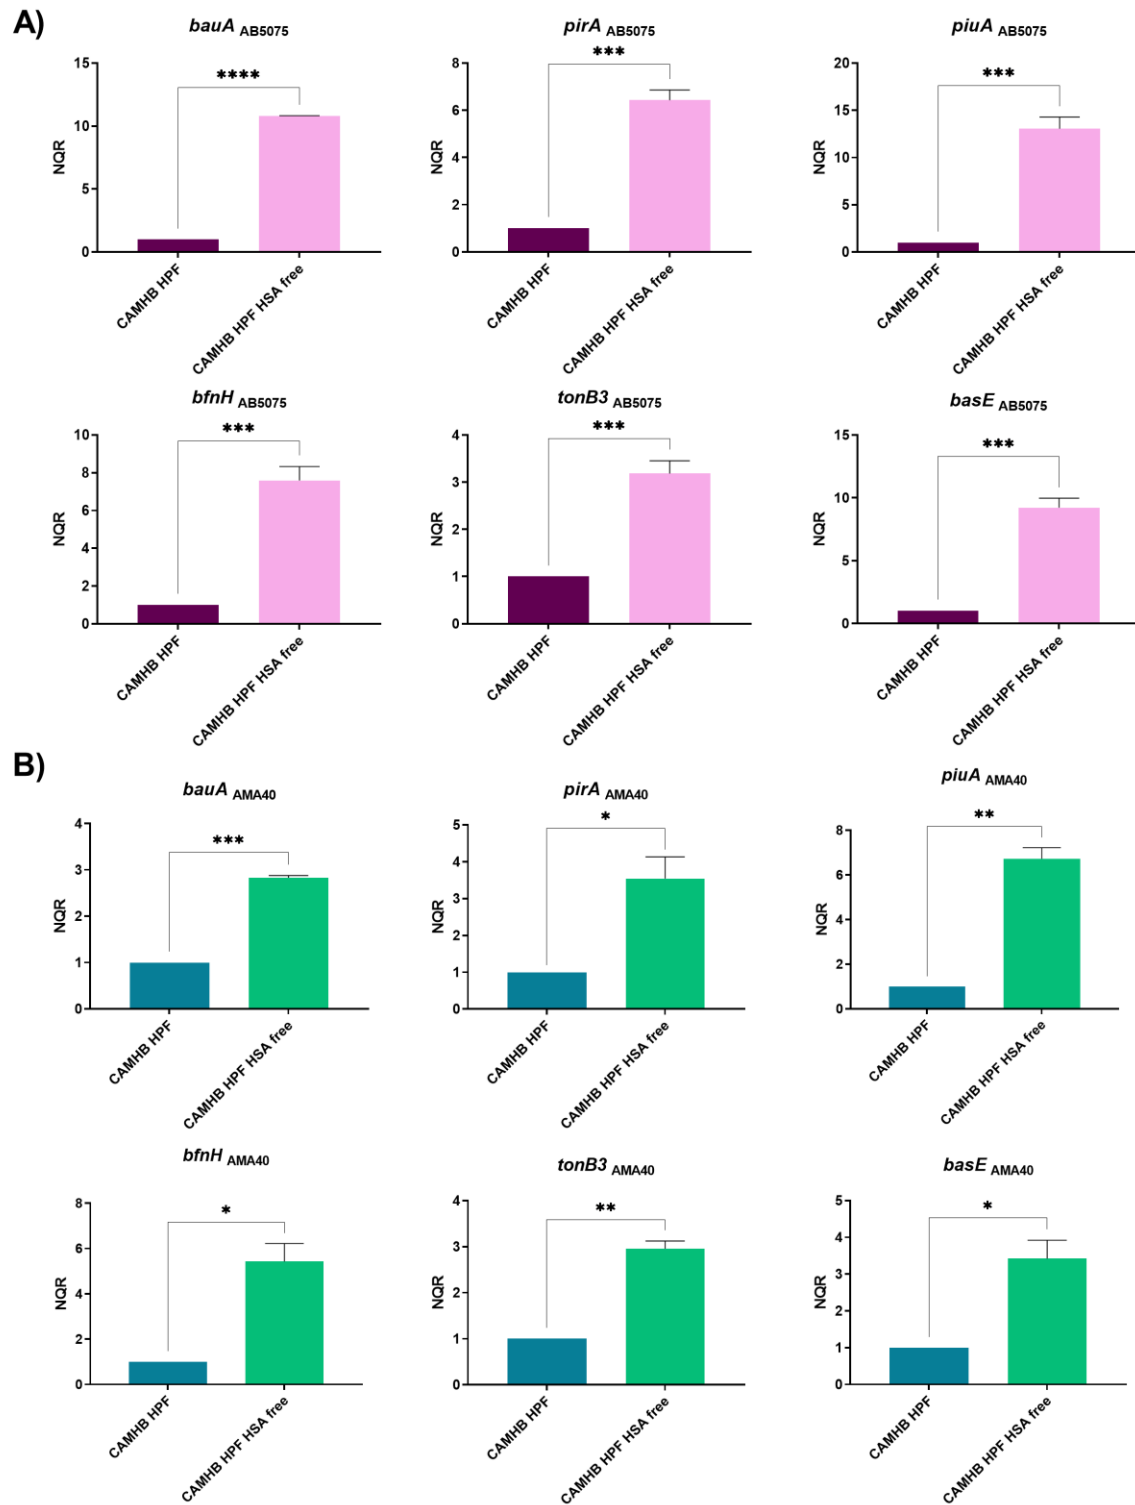 A)
bauA AB5075
****
NQR
15
10
5
0
CAMHB HPF
CAMHB HPF HSA free
pirA AB5075
***
NQR
8
6
4
2
0
CAMHB HPF
CAMHB HPF HSA free
piuA AB5075
***
NQR
20
15
10
5
0
CAMHB HPF
CAMHB HPF HSA free
bfnH AB5075
***
NQR
10
8
6
4
2
0
CAMHB HPF
CAMHB HPF HSA free
tonB3 AB5075
***
NQR
4
3
2
1
0
CAMHB HPF
CAMHB HPF HSA free
basE AB5075
***
NQR
15
10
5
0
CAMHB HPF
CAMHB HPF HSA free
B)
bauA AMA40
***
NQR
4
3
2
1
0
CAMHB HPF
CAMHB HPF HSA free
pirA AMA40
*
NQR
5
4
3
2
1
0
CAMHB HPF
CAMHB HPF HSA free
piuA AMA40
**
NQR
8
6
4
2
0
CAMHB HPF
CAMHB HPF HSA free
bfnH AMA40
*
NQR
8
6
4
2
0
CAMHB HPF
CAMHB HPF HSA free
tonB3 AMA40
**
NQR
4
3
2
1
0
CAMHB HPF
CAMHB HPF HSA free
basE AMA40
*
NQR
5
4
3
2
1
0
CAMHB HPF
CAMHB HPF HSA free